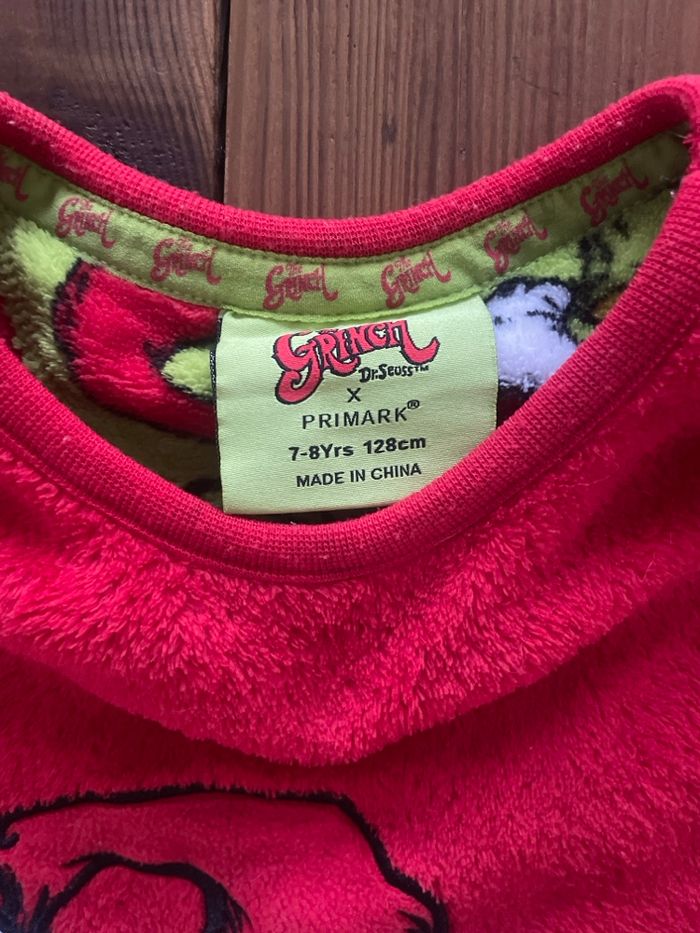 THE GRINCH THE GRINCH THE GRINCH THE GRINCH THE GRINCH
THE GRINCH
Dr. Seuss™
X
PRIMARK®
7-8Yrs 128cm
MADE IN CHINA